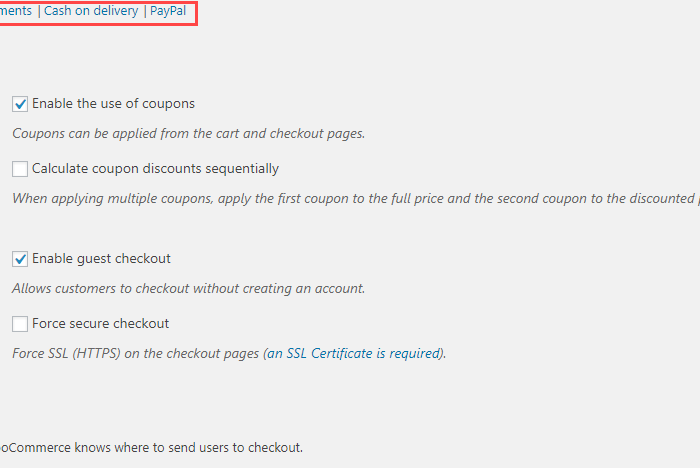 | Cash on delivery | PayPal
Enable the use of coupons
Coupons can be applied from the cart and checkout pages.
Calculate coupon discounts sequentially
When applying multiple coupons, apply the first coupon to the full price and the second coupon to the discounted
Enable guest checkout
Allows customers to checkout without creating an account.
Force secure checkout
Force SSL (HTTPS) on the checkout pages (an SSL Certificate is required).
knows where to send users to checkout.